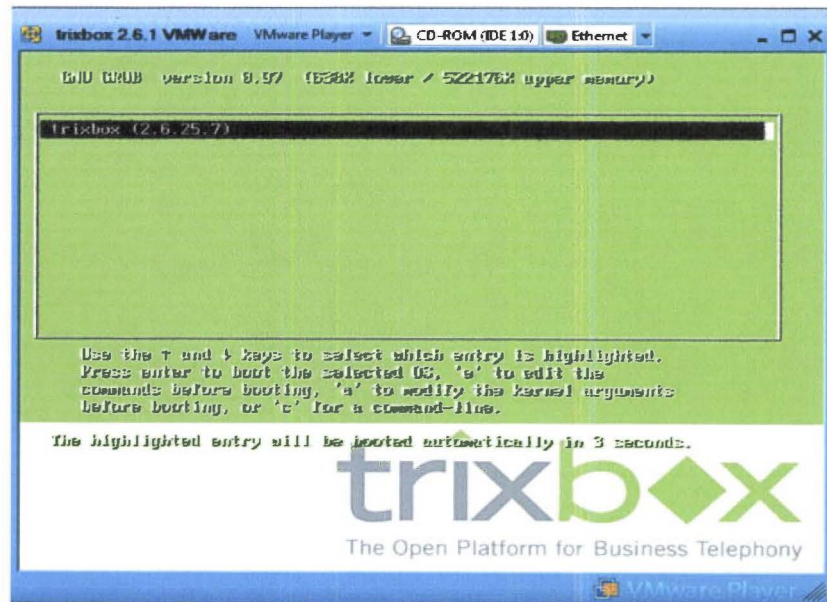 trixbox 2.6.1 VMWare VMware Player CD-ROM (IDE 1:0) Ethernet
GNU GRUB version 0.97 (638K lower / 522176K upper memory)
trixbox (2.6.25.7)
Use the ↑ and ↓ keys to select which entry is highlighted.
Press enter to boot the selected OS, 'e' to edit the
commands before booting, 'a' to modify the kernel arguments
before booting, or 'c' for a command-line.
The highlighted entry will be booted automatically in 3 seconds.
trixbox
The Open Platform for Business Telephony
VMware Player